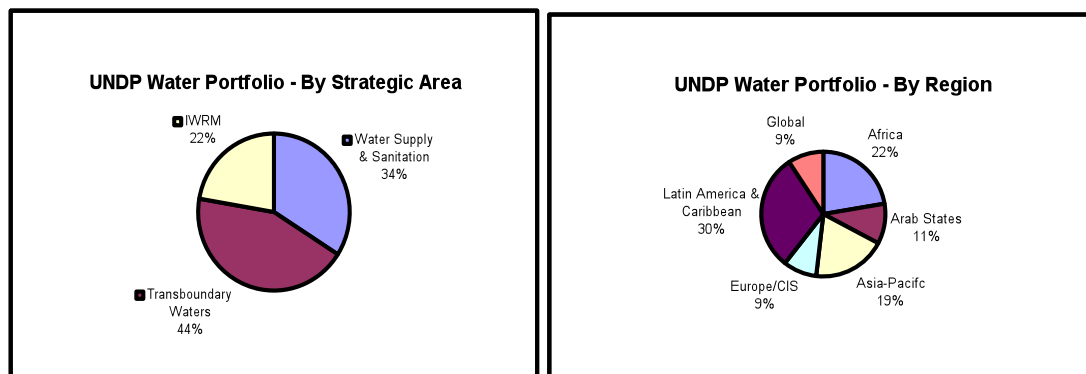 UNDP Water Portfolio - By Strategic Area
IWRM
22%
Water Supply
& Sanitation
34%
Transboundary
Waters
44%
UNDP Water Portfolio - By Region
Global
9%
Africa
22%
Latin America &
Caribbean
30%
Arab States
11%
Europe/CIS
9%
Asia-Pacifc
19%